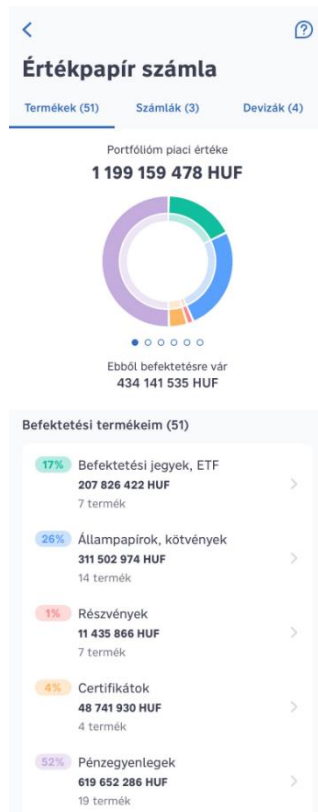 Értékpapír számla
Termékek (51) Számlák (3) Devizák (4)
Portfólióm piaci értéke
1 199 159 478 HUF
Ebből befektetésre vár
434 141 535 HUF
Befektetési termékeim (51)
17% Befektetési jegyek, ETF
207 826 422 HUF
7 termék
26% Állampapírok, kötvények
311 502 974 HUF
14 termék
1% Részvények
11 435 866 HUF
7 termék
4% Certifikátok
48 741 930 HUF
4 termék
52% Pénzegyenlegek
619 652 286 HUF
19 termék